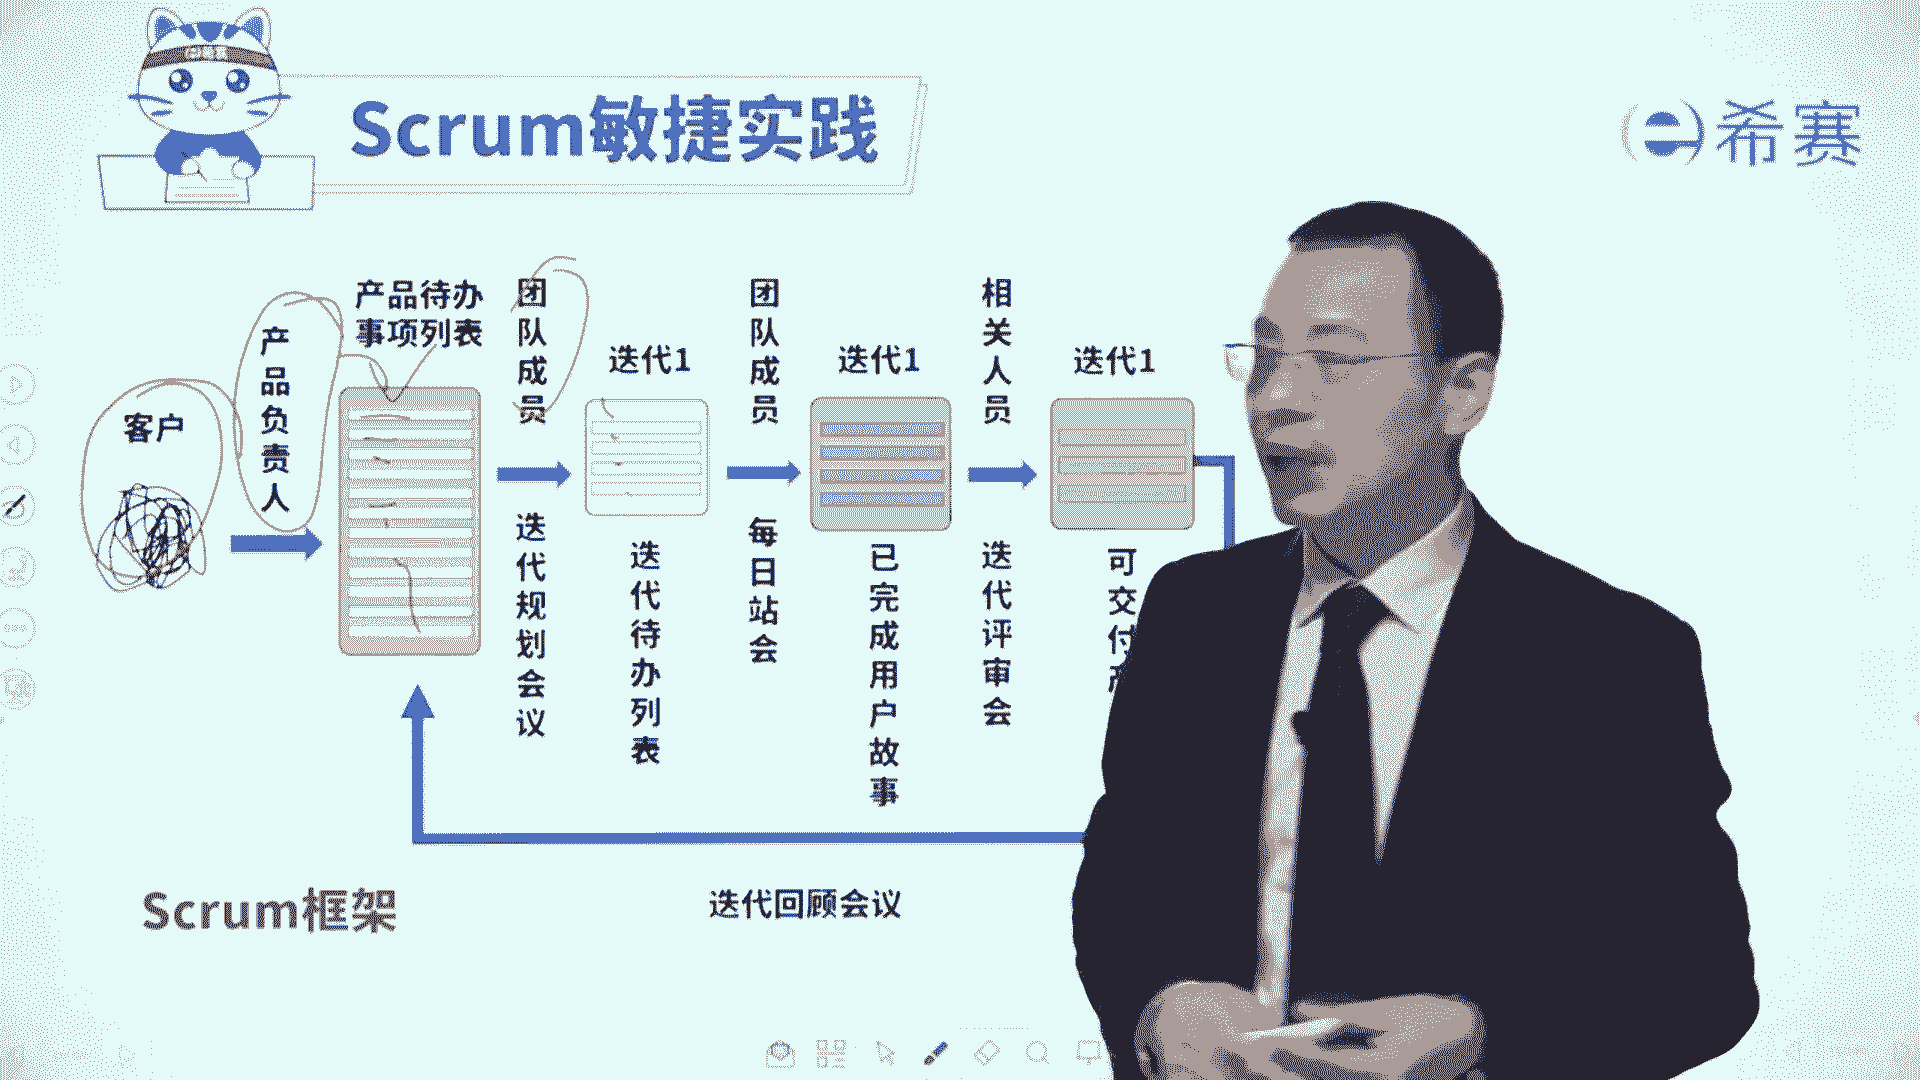 Scrum敏捷实践
希赛
客户
产品负责人
产品待办
事项列表
团队成员
迭代规划会议
迭代1
迭代待办列表
团队成员
每日站会
迭代1
已完成用户故事
相关人员
迭代评审会
迭代1
可交付
迭代回顾会议
Scrum框架